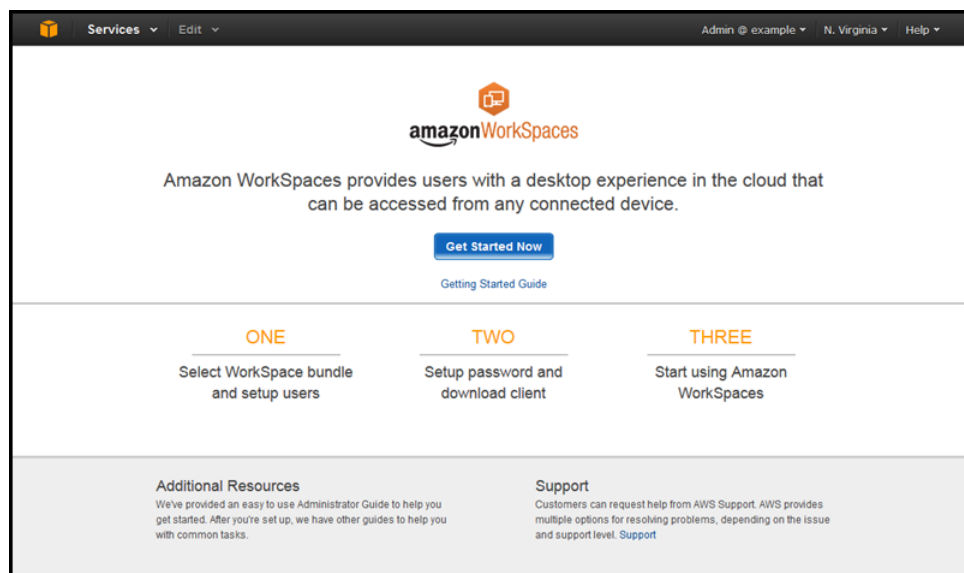 Services Edit Admin @ example N. Virginia Help
amazon WorkSpaces
Amazon WorkSpaces provides users with a desktop experience in the cloud that
can be accessed from any connected device.
Get Started Now
Getting Started Guide
ONE
Select WorkSpace bundle
and setup users
TWO
Setup password and
download client
THREE
Start using Amazon
WorkSpaces
Additional Resources
We've provided an easy to use Administrator Guide to help you
get started. After you're set up, we have other guides to help you
with common tasks.
Support
Customers can request help from AWS Support. AWS provides
multiple options for resolving problems, depending on the issue
and support level. Support